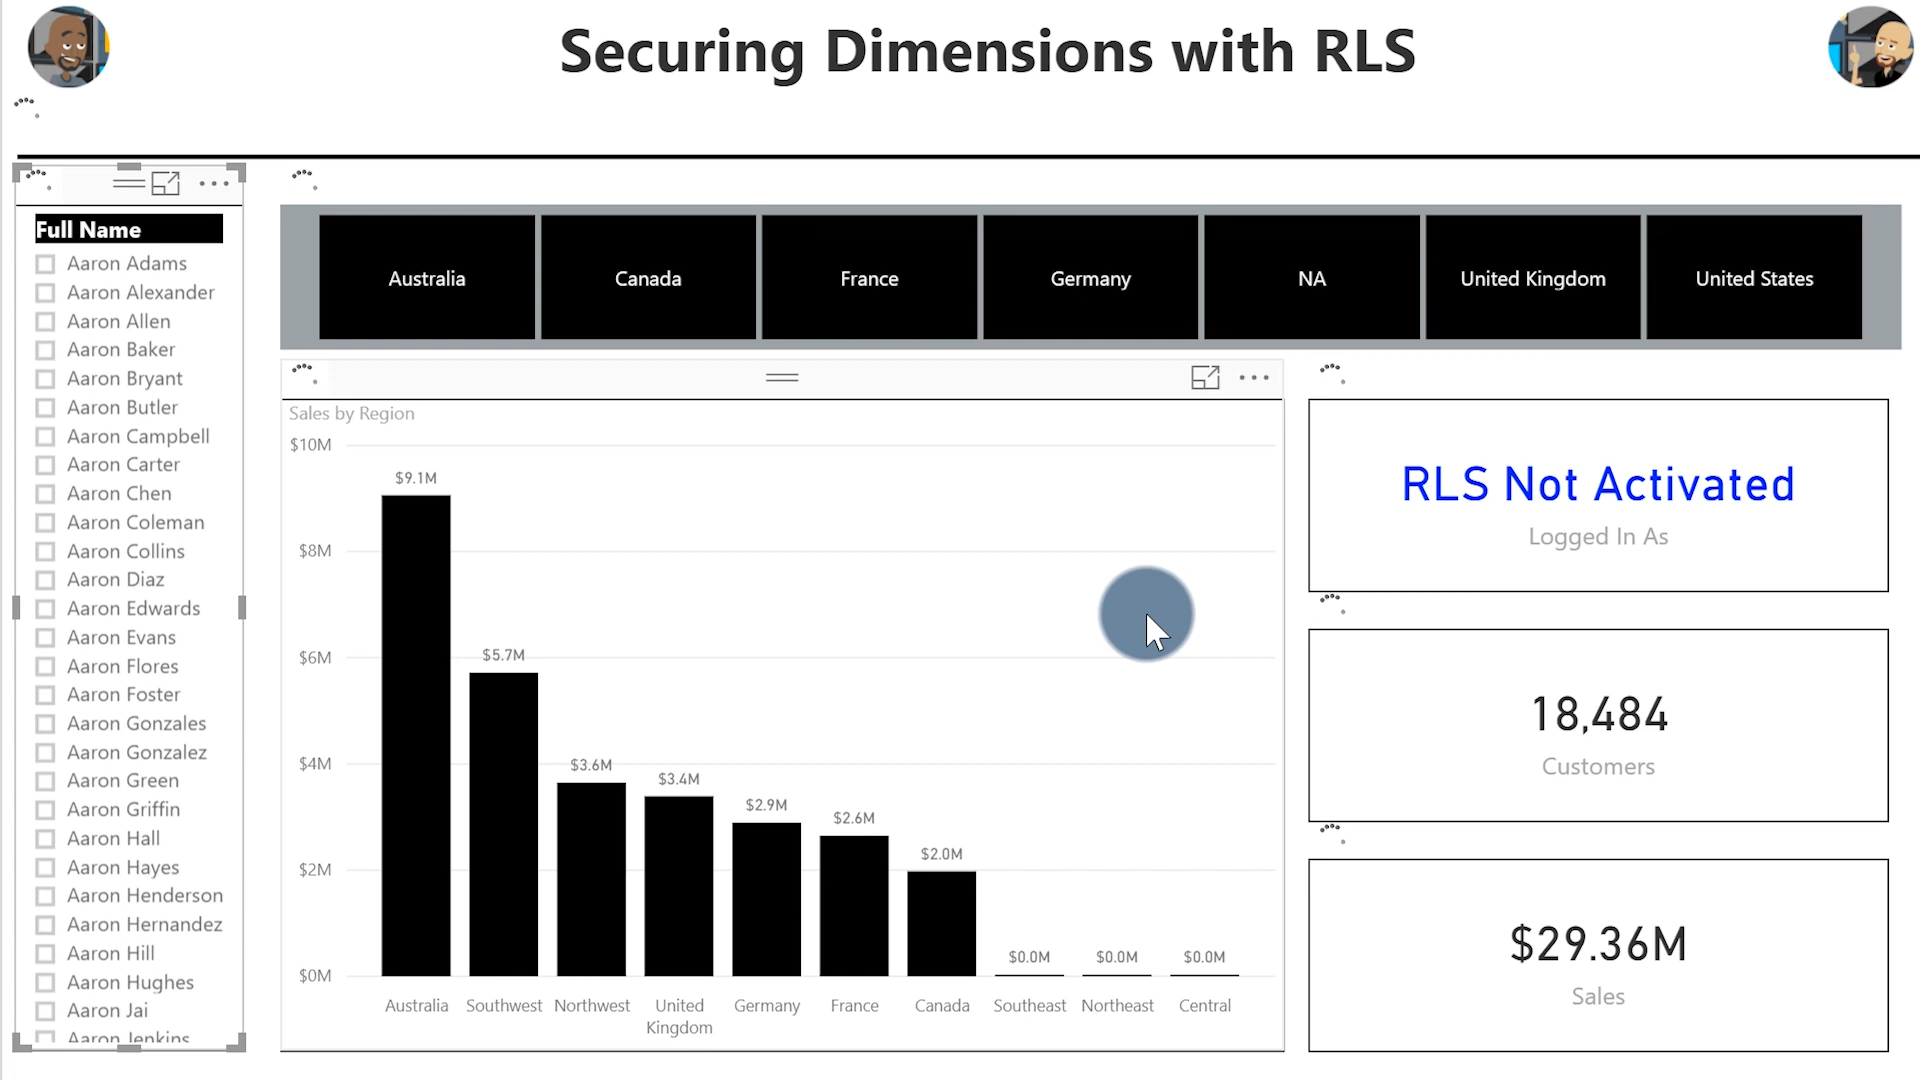 Securing Dimensions with RLS
Full Name
Aaron Adams
Aaron Alexander
Aaron Allen
Aaron Baker
Aaron Bryant
Aaron Butler
Aaron Campbell
Aaron Carter
Aaron Chen
Aaron Coleman
Aaron Collins
Aaron Diaz
Aaron Edwards
Aaron Evans
Aaron Flores
Aaron Foster
Aaron Gonzales
Aaron Gonzalez
Aaron Green
Aaron Griffin
Aaron Hall
Aaron Hayes
Aaron Henderson
Aaron Hernandez
Aaron Hill
Aaron Hughes
Aaron Jai
Aaron Jenkins
Australia Canada France Germany NA United Kingdom United States
Sales by Region
$10M
$8M
$6M
$4M
$2M
$0M
$9.1M
$5.7M
$3.6M
$3.4M
$2.9M
$2.6M
$2.0M
$0.0M
$0.0M
$0.0M
Australia
Southwest
Northwest
United
Kingdom
Germany
France
Canada
Southeast
Northeast
Central
RLS Not Activated
Logged In As
18,484
Customers
$29.36M
Sales